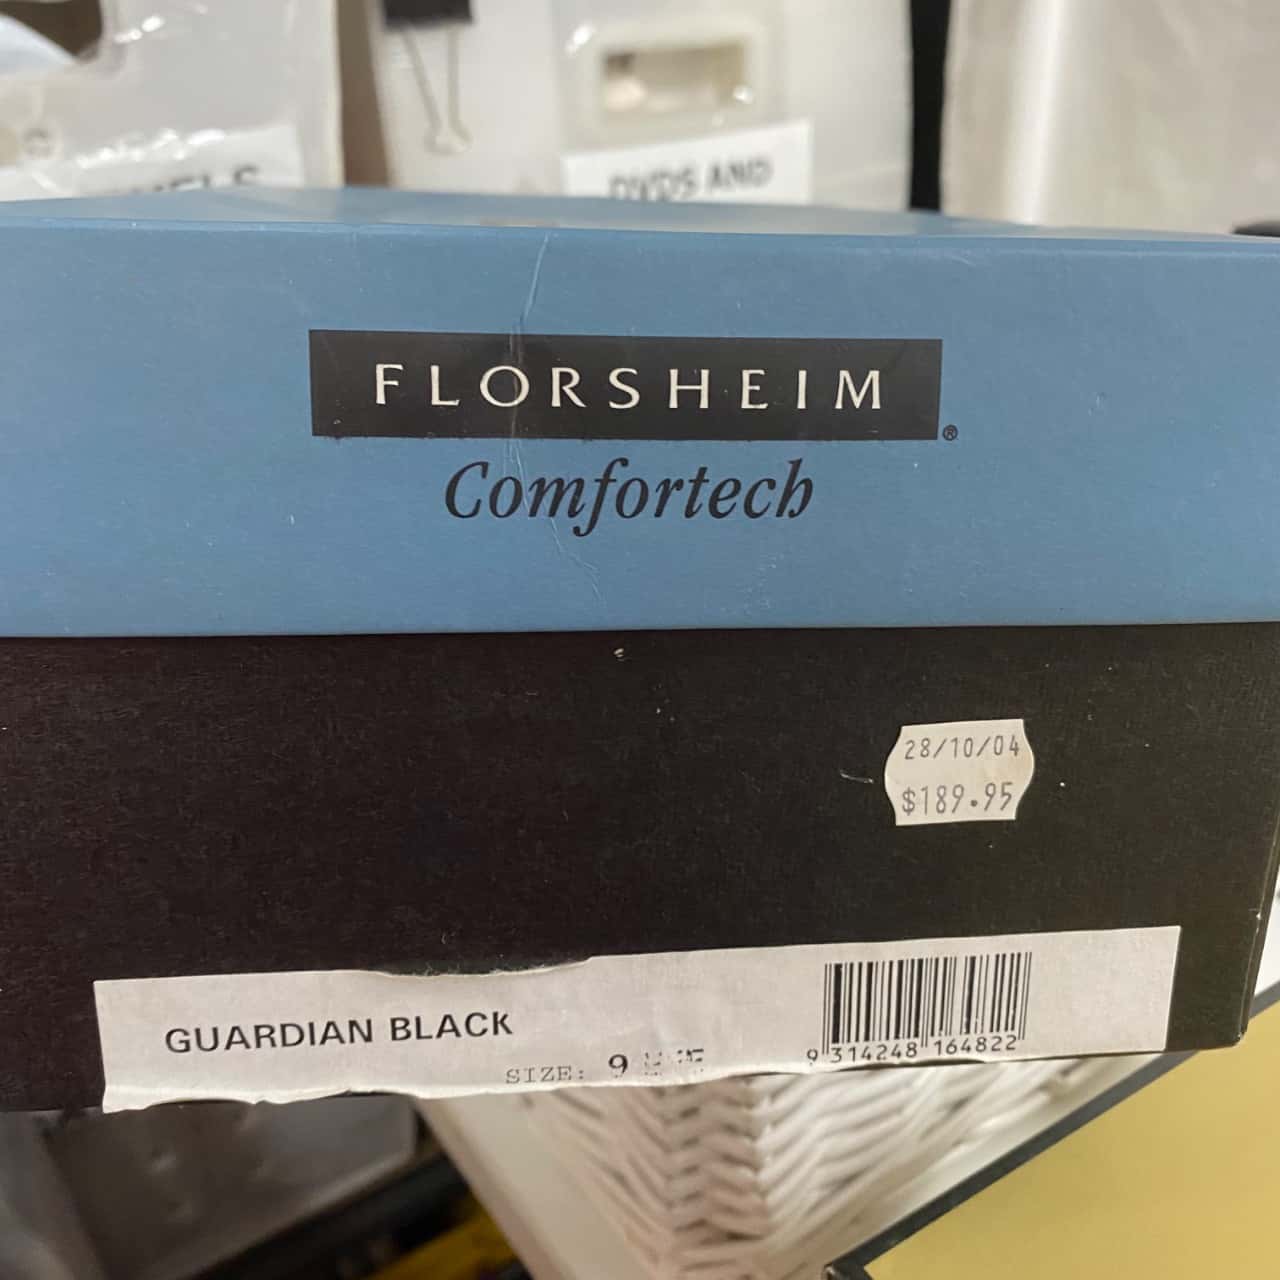 DVDS AND
FLORSHEIM®
Comfortech
28/10/04
$189.95
GUARDIAN BLACK
SIZE: 9
9 314248 164822